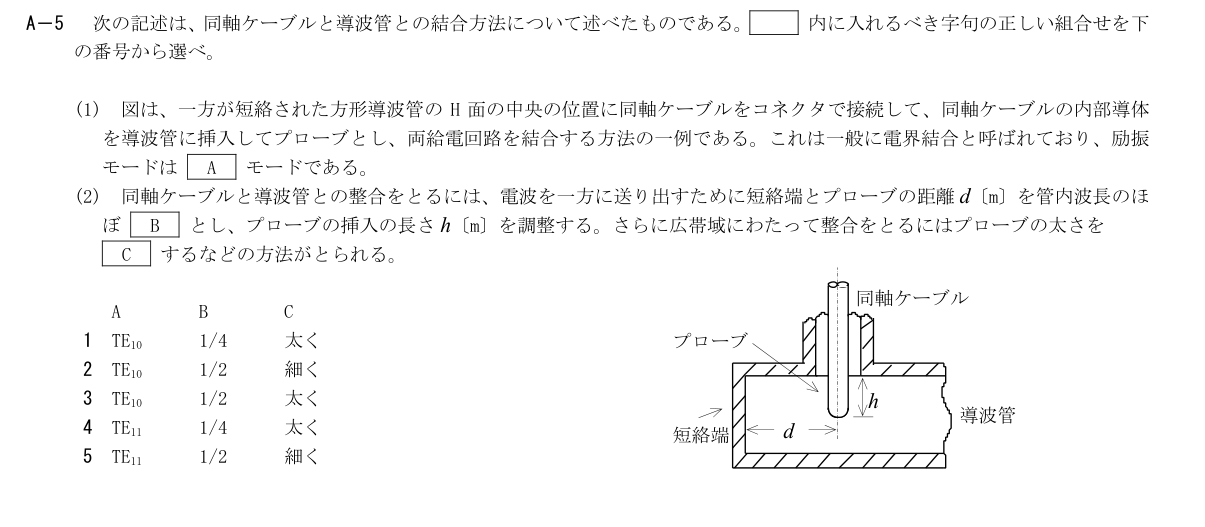 A－5　次の記述は、同軸ケーブルと導波管との結合方法について述べたものである。□内に入れるべき字句の正しい組合せを下
の番号から選べ。
(1)　図は、一方が短絡された方形導波管の H 面の中央の位置に同軸ケーブルをコネクタで接続して、同軸ケーブルの内部導体
を導波管に挿入してプローブとし、両給電回路を結合する方法の一例である。これは一般に電界結合と呼ばれており、励振
モードは A モードである。
(2)　同軸ケーブルと導波管との整合をとるには、電波を一方に送り出すために短絡端とプローブの距離 d〔m〕を管内波長のほ
ぼ B とし、プローブの挿入の長さ h〔m〕を調整する。さらに広帯域にわたって整合をとるにはプローブの太さを
C するなどの方法がとられる。
A B C
1 TE₁₀ 1/4 太く
2 TE₁₀ 1/2 細く
3 TE₁₀ 1/2 太く
4 TE₁₁ 1/4 太く
5 TE₁₁ 1/2 細く
同軸ケーブル
プローブ
h
導波管
短絡端
d